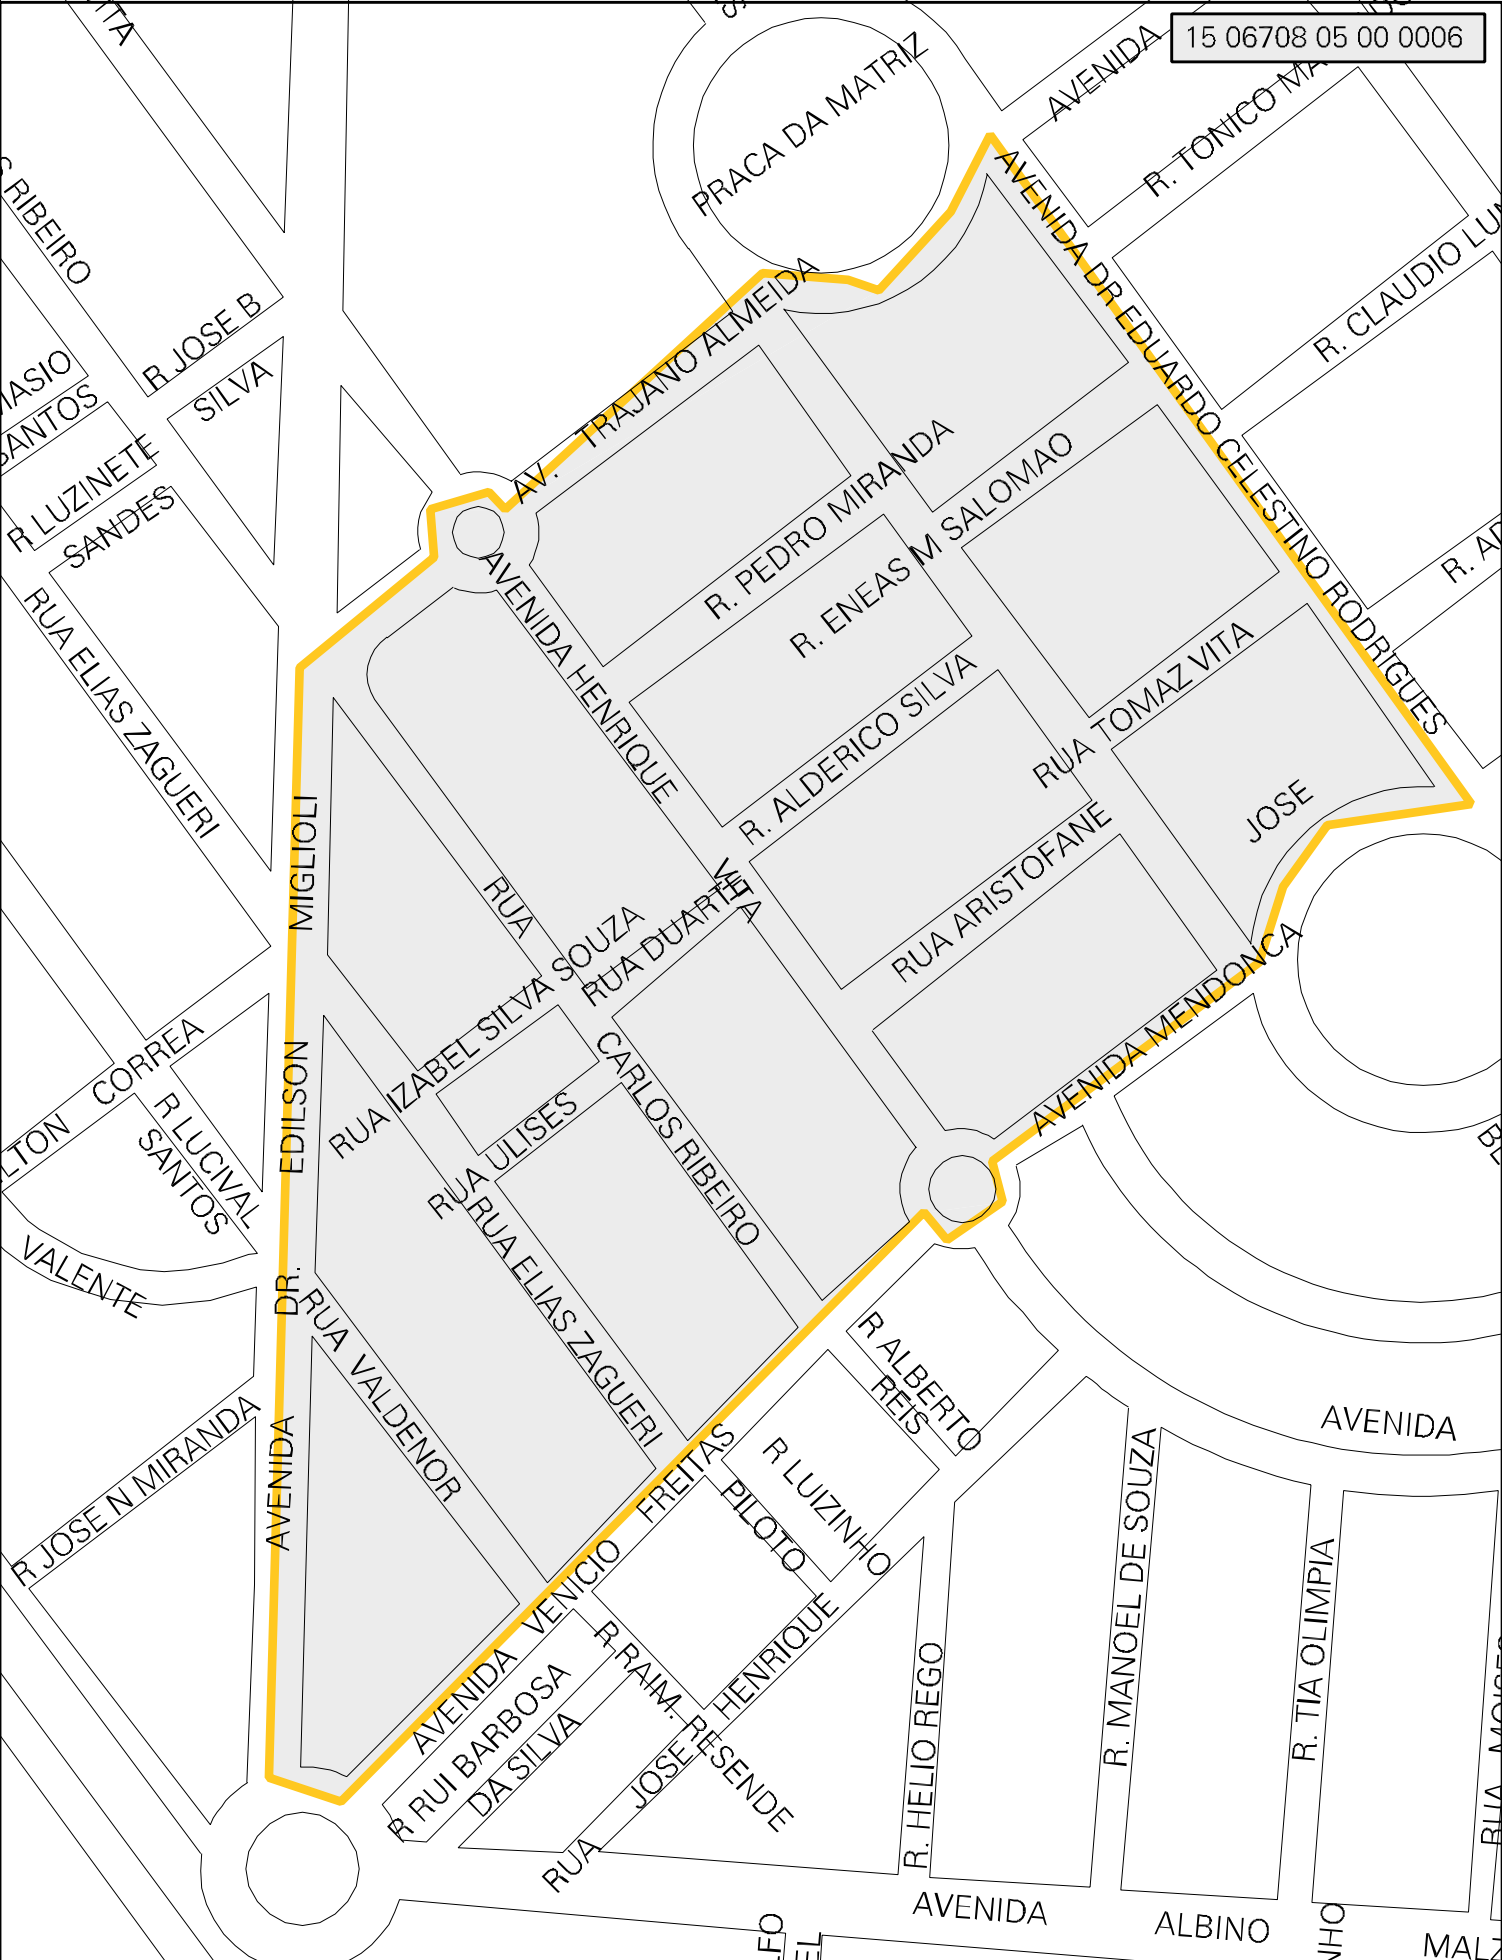 15 06708 05 00 0006
PRACA DA MATRIZ
AVENIDA
R. TONICO
R. CLAUDIO
RIBEIRO
R JOSE B
SILVA
SANTOS
R LUZINETE
SANDES
AV. TRAJANO ALMEIDA
AVENIDA DR EDUARDO CELESTINO RODRIGUES
R. PEDRO MIRANDA
R. ENEAS M SALOMAO
AVENIDA HENRIQUE VITA
RUA ELIAS ZAGUERI
R. ALDERICO SILVA
RUA TOMAZ VITA
JOSE
RUA ARISTOFANE
RUA DUARTE
RUA IZABEL SILVA SOUZA
RUA CARLOS RIBEIRO
AVENIDA MENDONCA
AVENIDA DR. EDILSON MIGLIOLI
CORREA
R LUCIVAL
SANTOS
VALENTE
RUA ULISES
RUA ELIAS ZAGUERI
RUA VALDENOR
R ALBERTO
REIS
R LUIZINHO
PILOTO
R JOSE N MIRANDA
AVENIDA VENICIO FREITAS
R RAIM. RESENDE
R RUI BARBOSA
DA SILVA
RUA JOSE HENRIQUE
R. HELIO REGO
R. MANOEL DE SOUZA
R. TIA OLIMPIA
AVENIDA
AVENIDA ALBINO